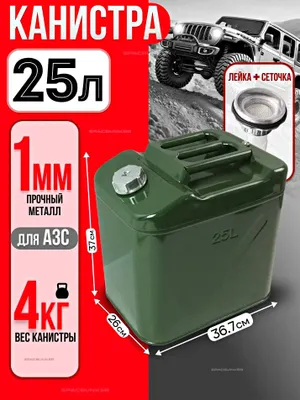 КАНИСТРА
25л
ЛЕЙКА + СЕТОЧКА
1ММ
ПРОЧНЫЙ
МЕТАЛЛ
для АЗС
4КГ
ВЕС КАНИСТРЫ
25L
37см
26см
36.7см